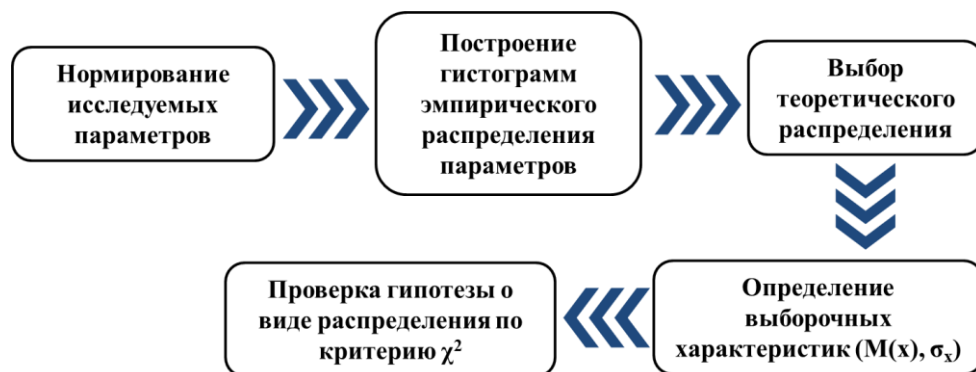 Нормирование
исследуемых
параметров
Построение
гистограмм
эмпирического
распределения
параметров
Выбор
теоретического
распределения
Определение
выборочных
характеристик (M(x), σₓ)
Проверка гипотезы о
виде распределения по
критерию χ²